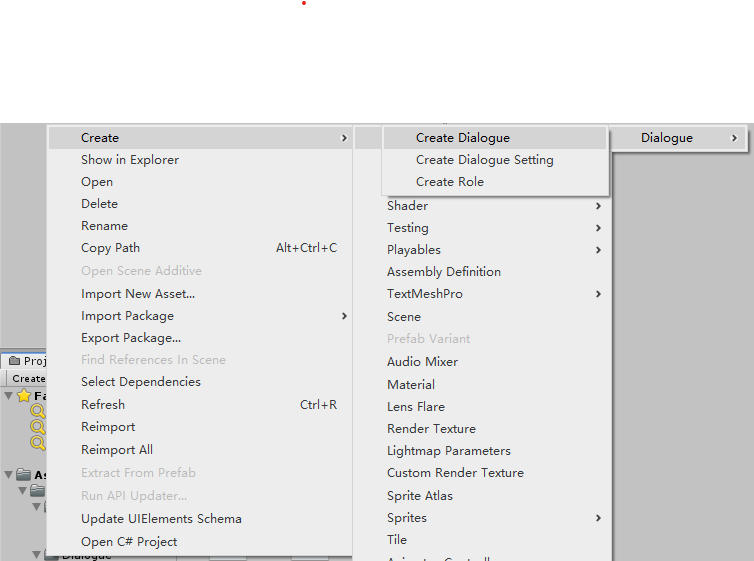 Create
Show in Explorer
Open
Delete
Rename
Copy Path Alt+Ctrl+C
Open Scene Additive
Import New Asset...
Import Package
Export Package...
Find References In Scene
Select Dependencies
Refresh Ctrl+R
Reimport
Reimport All
Extract From Prefab
Run API Updater...
Update UIElements Schema
Open C# Project
Create Dialogue
Create Dialogue Setting
Create Role
Dialogue
Shader
Testing
Playables
Assembly Definition
TextMeshPro
Scene
Prefab Variant
Audio Mixer
Material
Lens Flare
Render Texture
Lightmap Parameters
Custom Render Texture
Sprite Atlas
Sprites
Tile
Create
Dialogue